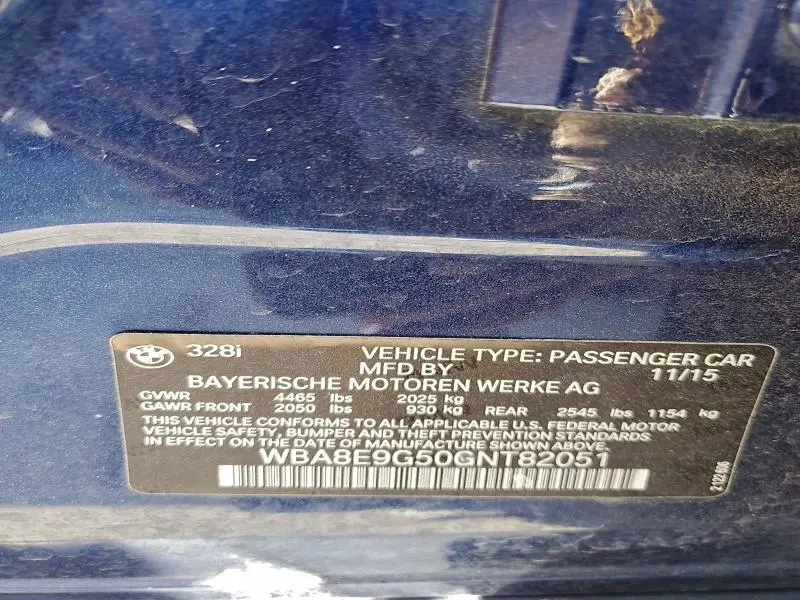 328i VEHICLE TYPE: PASSENGER CAR
MFD BY 11/15
BAYERISCHE MOTOREN WERKE AG
GVWR 4465 lbs 2025 kg
GAWR FRONT 2050 lbs 930 kg REAR 2545 lbs 1154 kg
THIS VEHICLE CONFORMS TO ALL APPLICABLE U.S. FEDERAL MOTOR
VEHICLE SAFETY, BUMPER AND THEFT PREVENTION STANDARDS
IN EFFECT ON THE DATE OF MANUFACTURE SHOWN ABOVE.
WBA8E9G50GNT82051